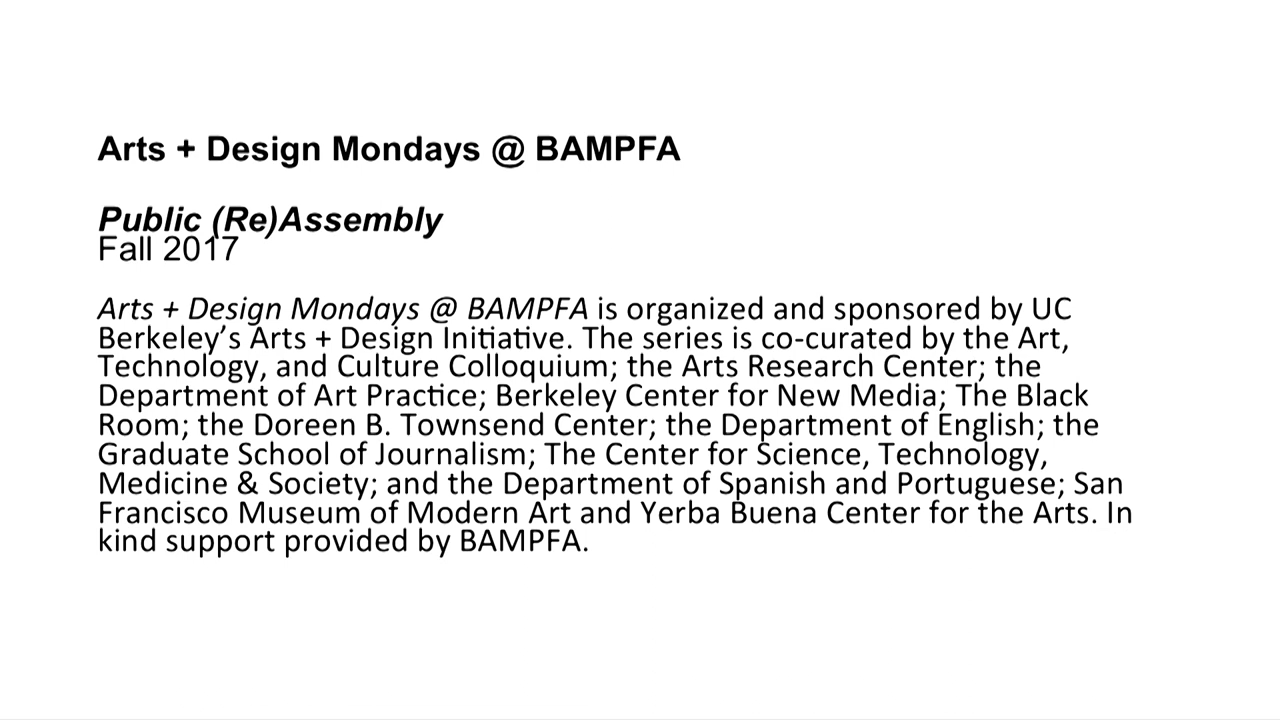 Arts + Design Mondays @ BAMPFA
Public (Re)Assembly
Fall 2017
Arts + Design Mondays @ BAMPFA is organized and sponsored by UC
Berkeley’s Arts + Design Initiative. The series is co-curated by the Art,
Technology, and Culture Colloquium; the Arts Research Center; the
Department of Art Practice; Berkeley Center for New Media; The Black
Room; the Doreen B. Townsend Center; the Department of English; the
Graduate School of Journalism; The Center for Science, Technology,
Medicine & Society; and the Department of Spanish and Portuguese; San
Francisco Museum of Modern Art and Yerba Buena Center for the Arts. In
kind support provided by BAMPFA.